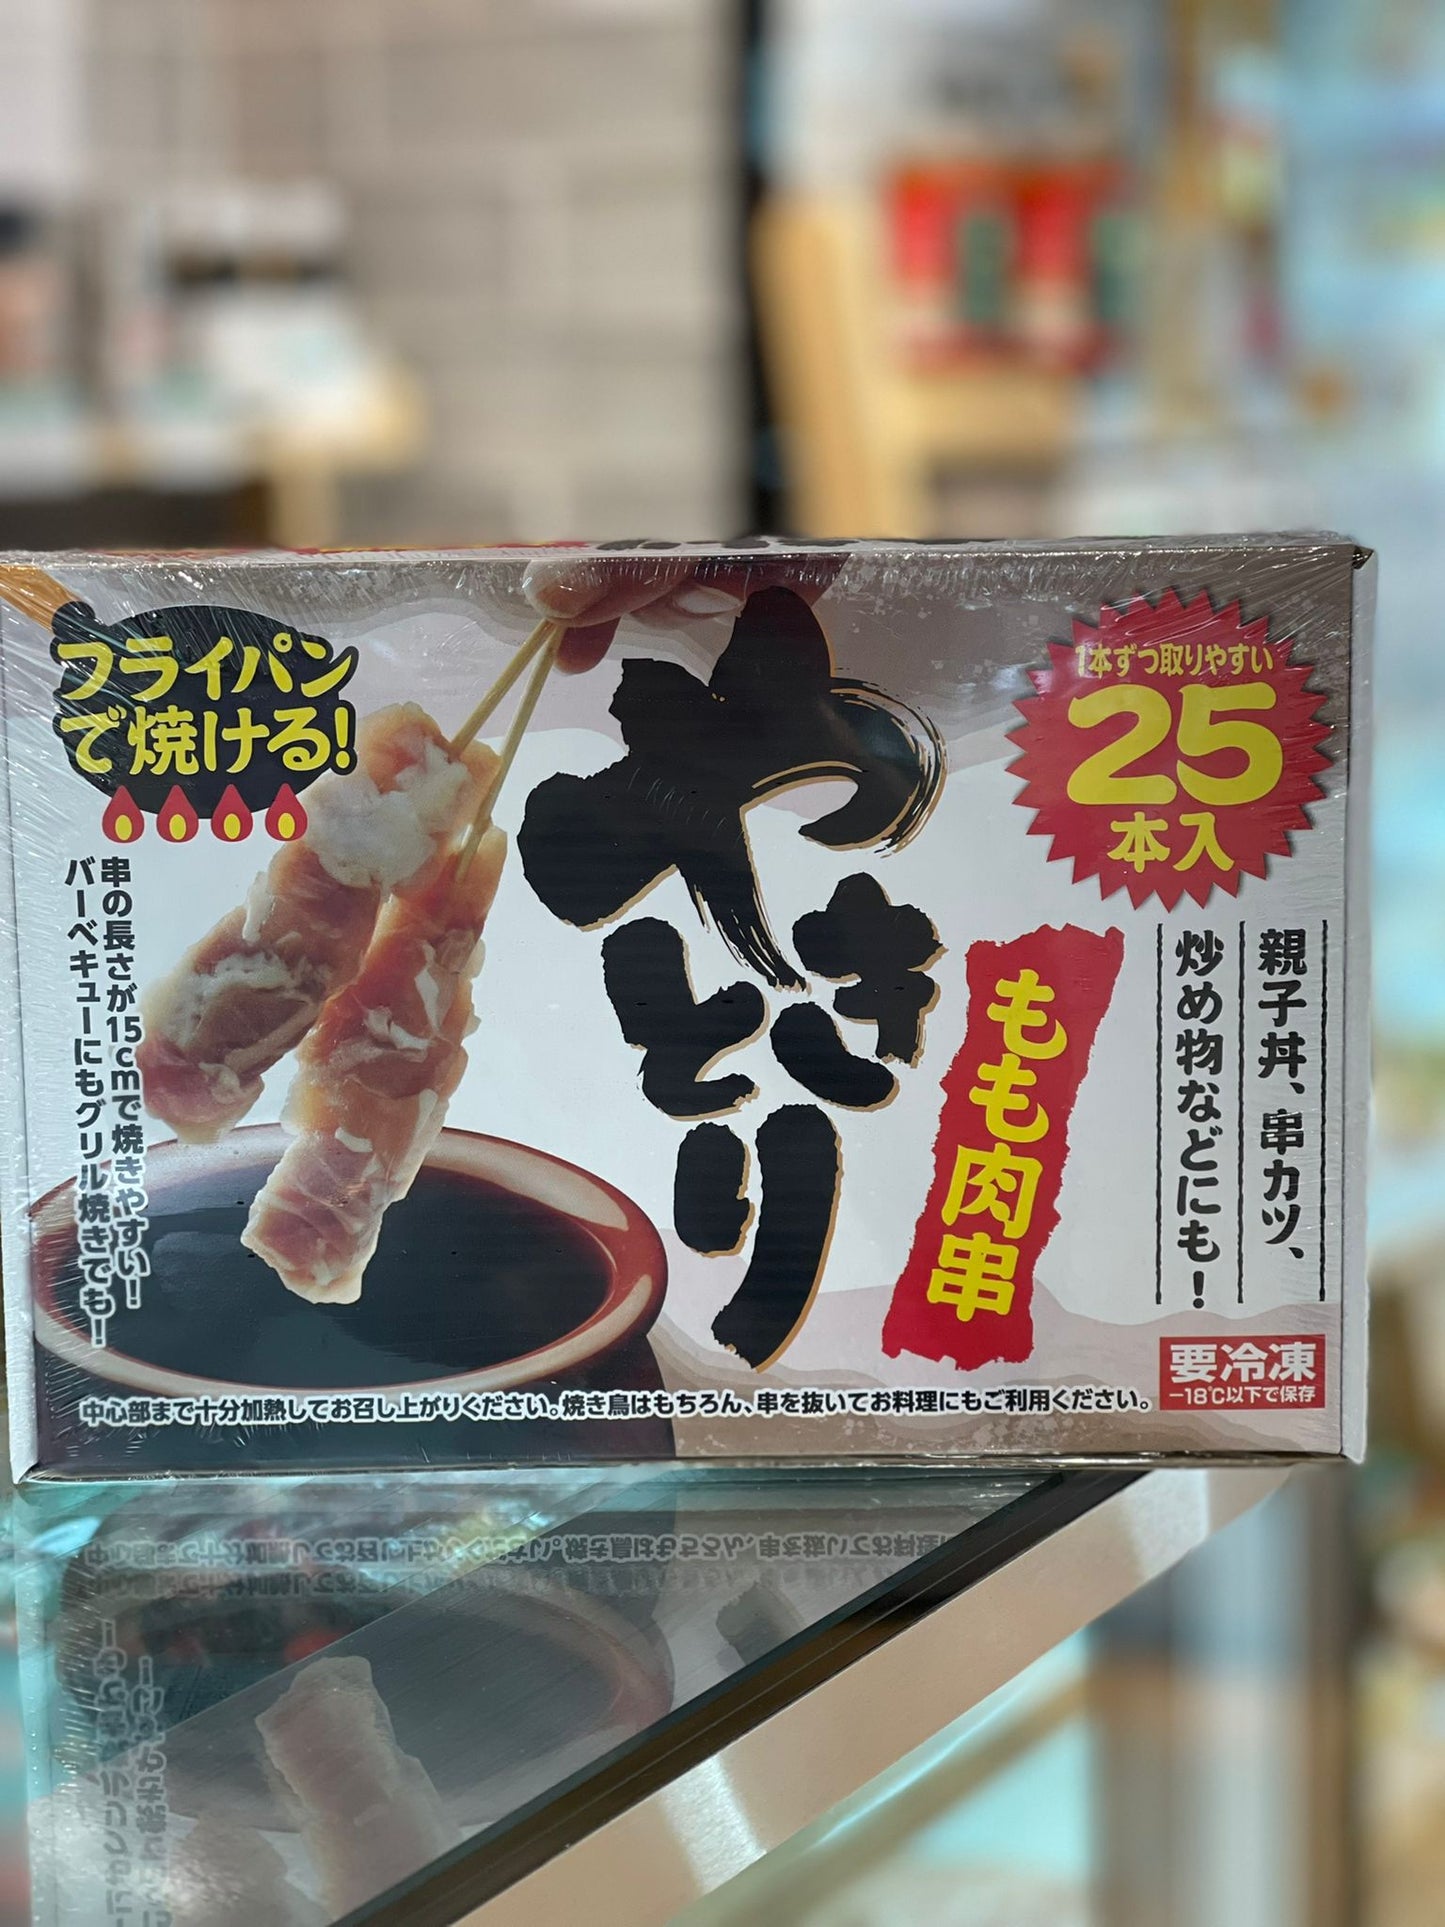 フライパン
で焼ける!
串の長さが15cmで焼きやすい!
バーベキューにもグリル焼きでも!
やきとり
もも肉串
1本ずつ取りやすい
25
本入
親子丼、串カツ、
炒め物などにも!
要冷凍
−18℃以下で保存
中心部まで十分加熱してお召し上がりください。焼き鳥はもちろん、串を抜いてお料理にもご利用ください。